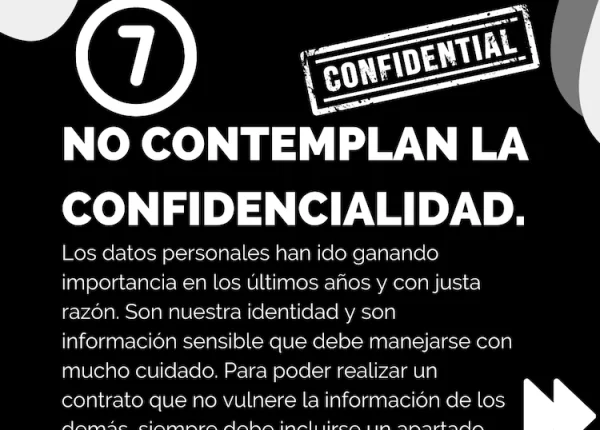 7
CONFIDENTIAL
NO CONTEMPLAN LA
CONFIDENCIALIDAD.
Los datos personales han ido ganando
importancia en los últimos años y con justa
razón. Son nuestra identidad y son
información sensible que debe manejarse con
mucho cuidado. Para poder realizar un
contrato que no vulnere la información de los
demás, siempre debe incluirse un apartado